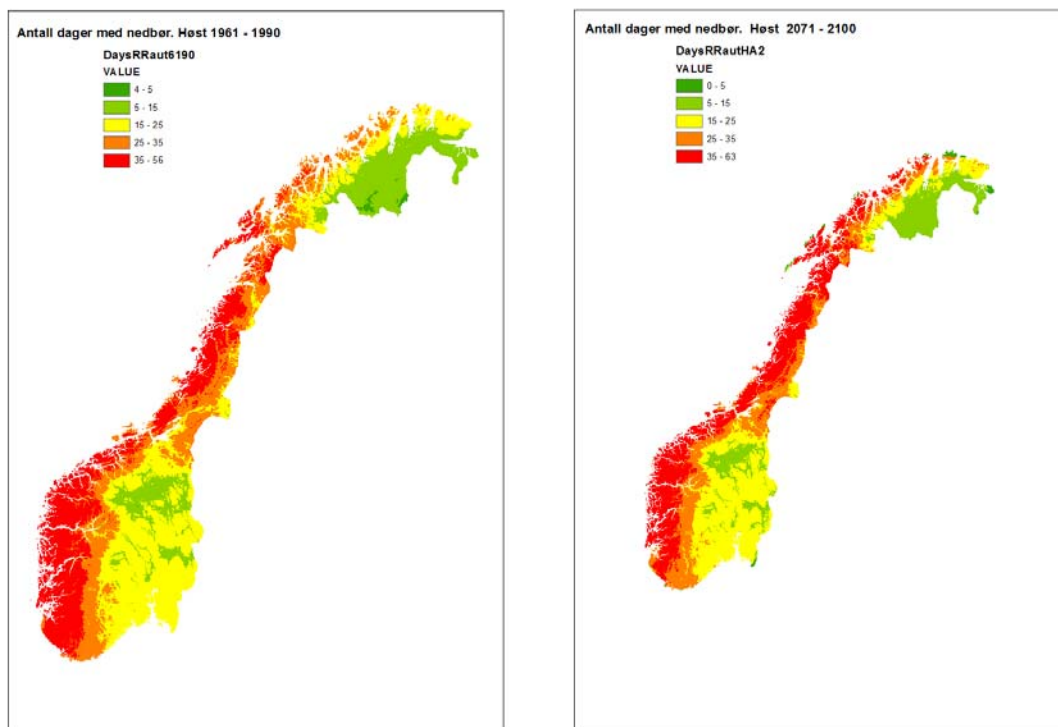 Antall dager med nedbør. Høst 1961 - 1990
DaysRRaut6190
VALUE
4 - 5
5 - 15
15 - 25
25 - 35
35 - 56
Antall dager med nedbør. Høst 2071 - 2100
DaysRRautHA2
VALUE
0 - 5
5 - 15
15 - 25
25 - 35
35 - 63